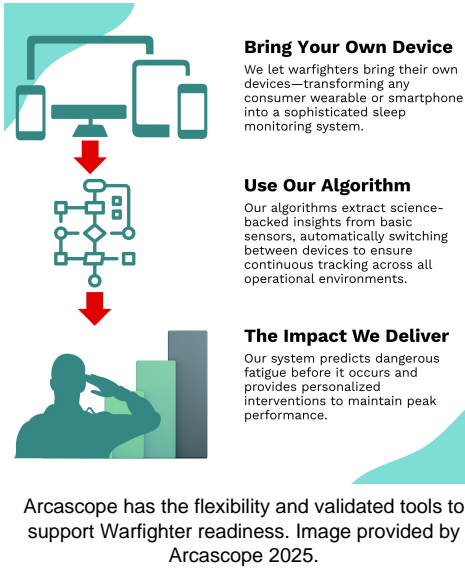 Bring Your Own Device
We let warfighters bring their own
devices—transforming any
consumer wearable or smartphone
into a sophisticated sleep
monitoring system.
Use Our Algorithm
Our algorithms extract science-
backed insights from basic
sensors, automatically switching
between devices to ensure
continuous tracking across all
operational environments.
The Impact We Deliver
Our system predicts dangerous
fatigue before it occurs and
provides personalized
interventions to maintain peak
performance.
Arcascope has the flexibility and validated tools to
support Warfighter readiness. Image provided by
Arcascope 2025.